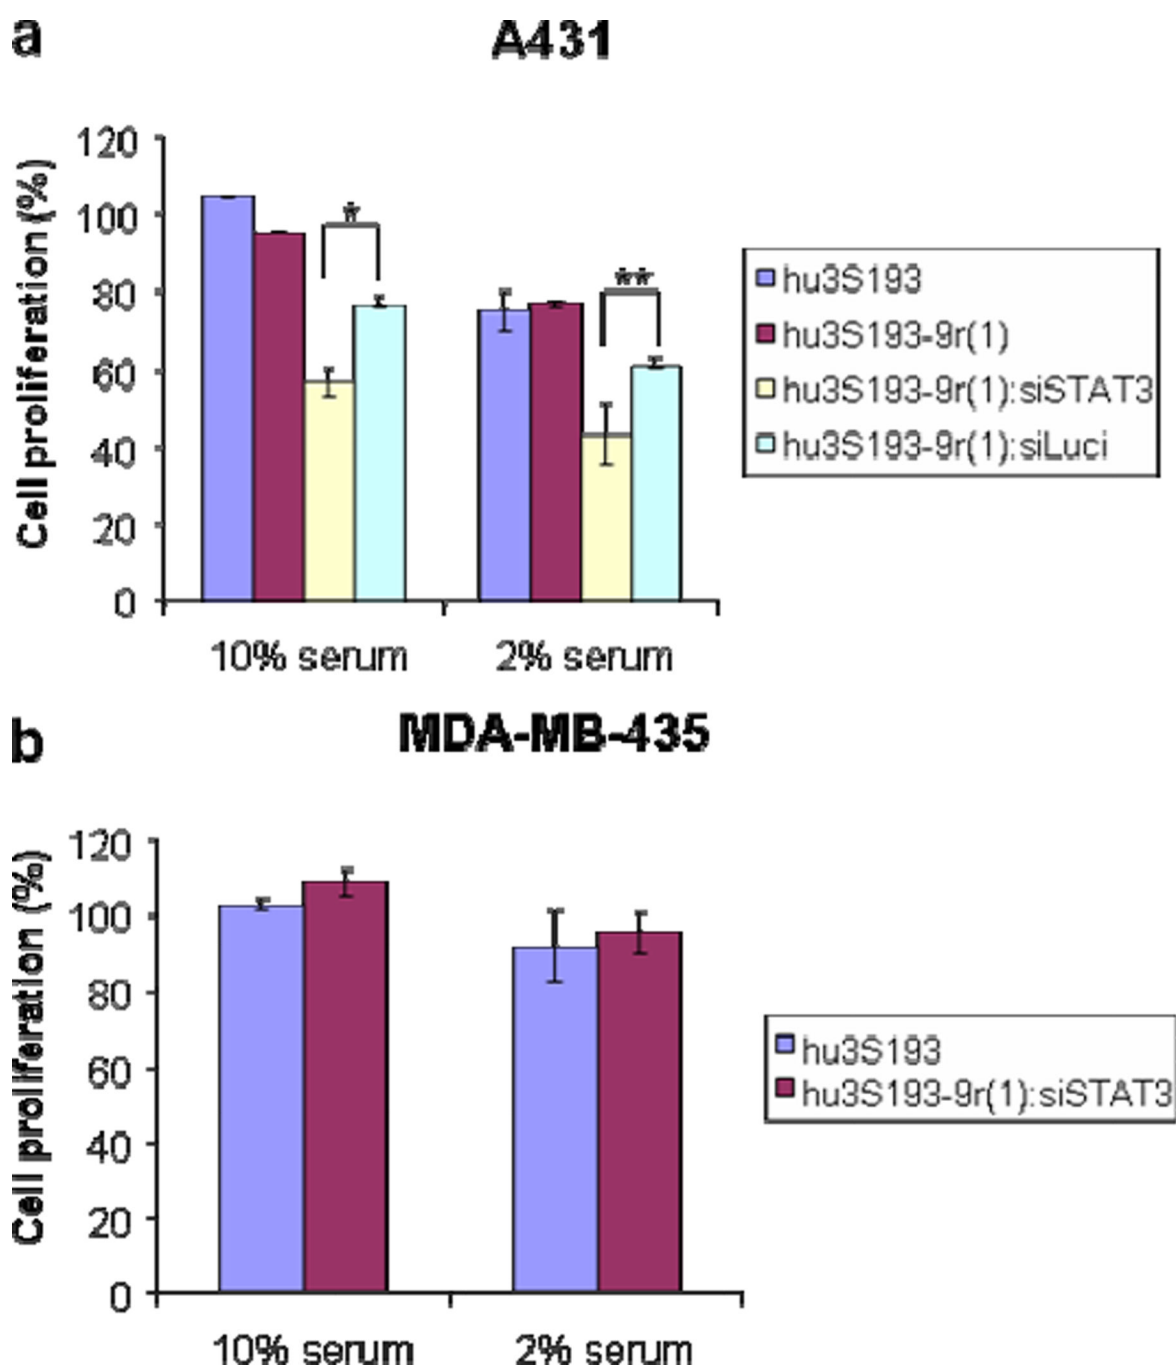 a
A431
Cell proliferation (%)
120
100
80
60
40
20
0
*
**
10% serum
2% serum
hu3S193
hu3S193-9r(1)
hu3S193-9r(1):siSTAT3
hu3S193-9r(1):siLuci
b
MDA-MB-435
Cell proliferation (%)
120
100
80
60
40
20
0
10% serum
2% serum
hu3S193
hu3S193-9r(1):siSTAT3